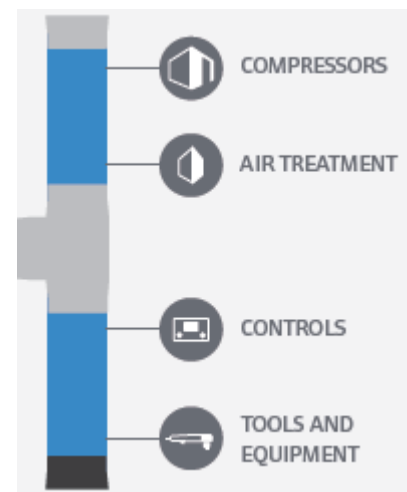 COMPRESSORS
AIR TREATMENT
CONTROLS
TOOLS AND
EQUIPMENT